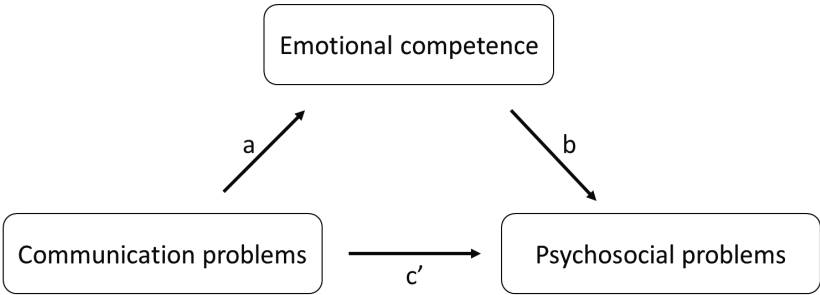 Emotional competence
a
b
Communication problems
c’
Psychosocial problems